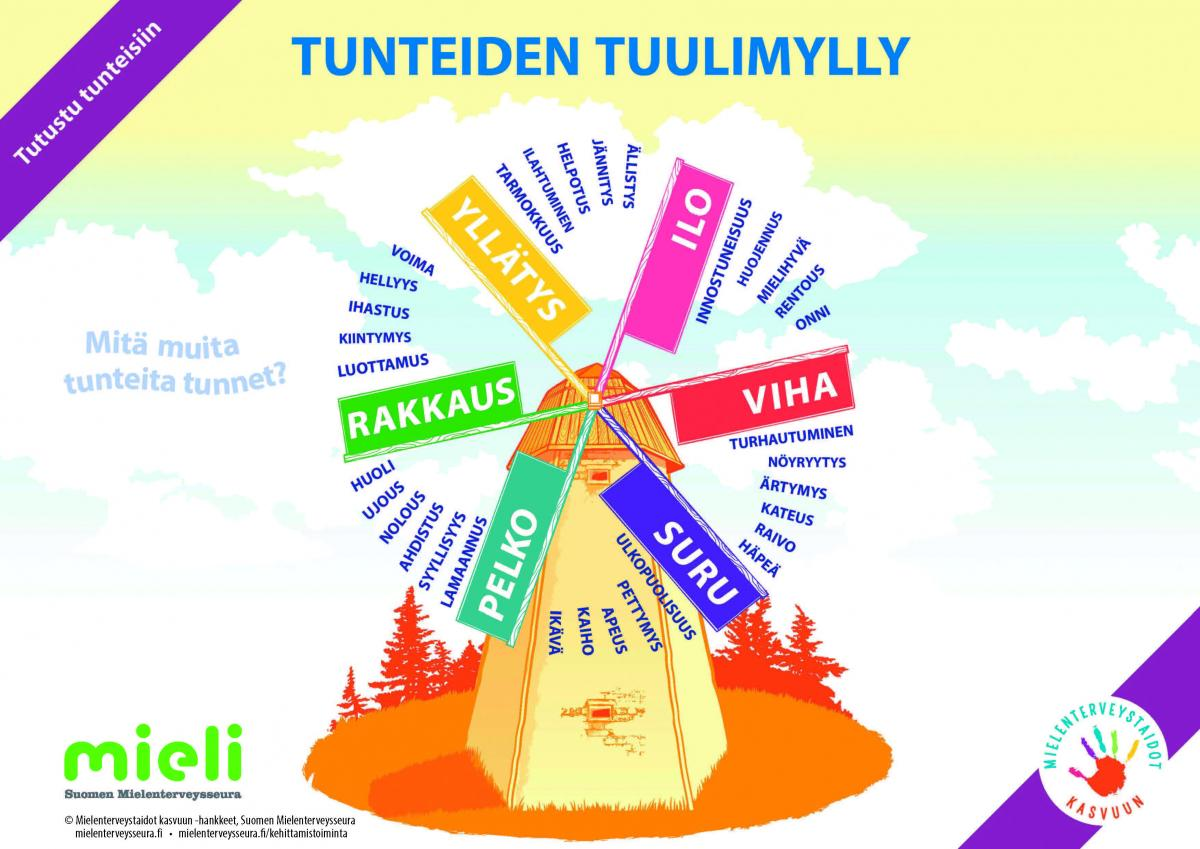 Tutustu tunteisiin
TUNTEIDEN TUULIMYLLY
YLLÄTYS
TARMOKKUUS
ILAHTUMINEN
HELPOTUS
JÄNNITYS
ÄLLISTYS
ILO
INNOSTUNEISUUS
HUOJENNUS
MIELIHYVÄ
RENTOUS
ONNI
VIHA
TURHAUTUMINEN
NÖYRYYTYS
ÄRTYMYS
KATEUS
RAIVO
HÄPEÄ
SURU
ULKOPUOLISUUS
PETTYMYS
APEUS
KAIHO
IKÄVÄ
PELKO
LAMAANNUS
SYYLLISYYS
AHDISTUS
NOLOUS
UJOUS
HUOLI
RAKKAUS
LUOTTAMUS
KIINTYMYS
IHASTUS
HELLYYS
VOIMA
Mitä muita
tunteita tunnet?
mieli
Suomen Mielenterveysseura
© Mielenterveystaidot kasvuun -hankkeet, Suomen Mielenterveysseura
mielenterveysseura.fi • mielenterveysseura.fi/kehittamistoiminta
MIELENTERVEYSTAIDOT
KASVUUN